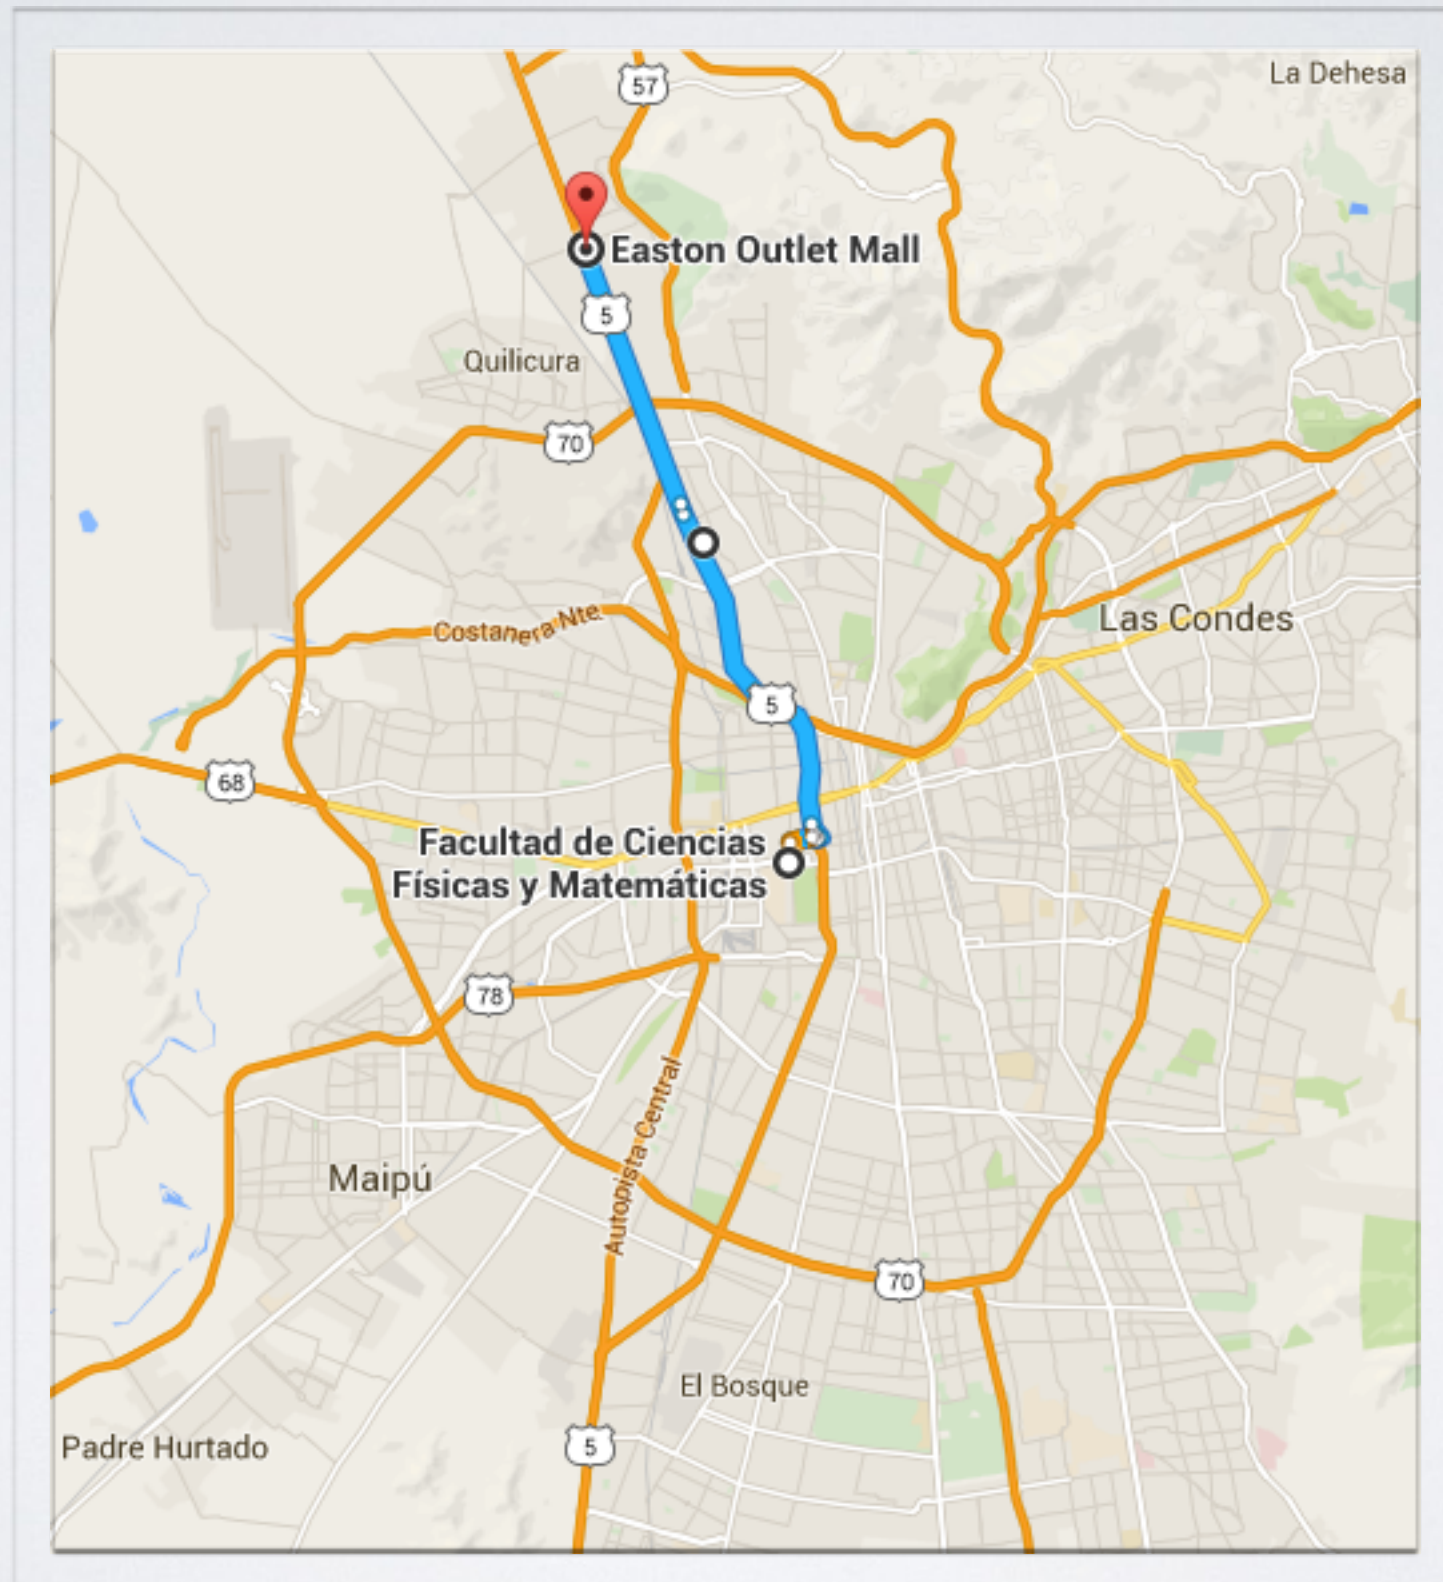 La Dehesa
57
Easton Outlet Mall
5
Quilicura
70
Costanera Nte
Las Condes
5
68
Facultad de Ciencias
Físicas y Matemáticas
78
Autopista Central
Maipú
70
El Bosque
Padre Hurtado
5